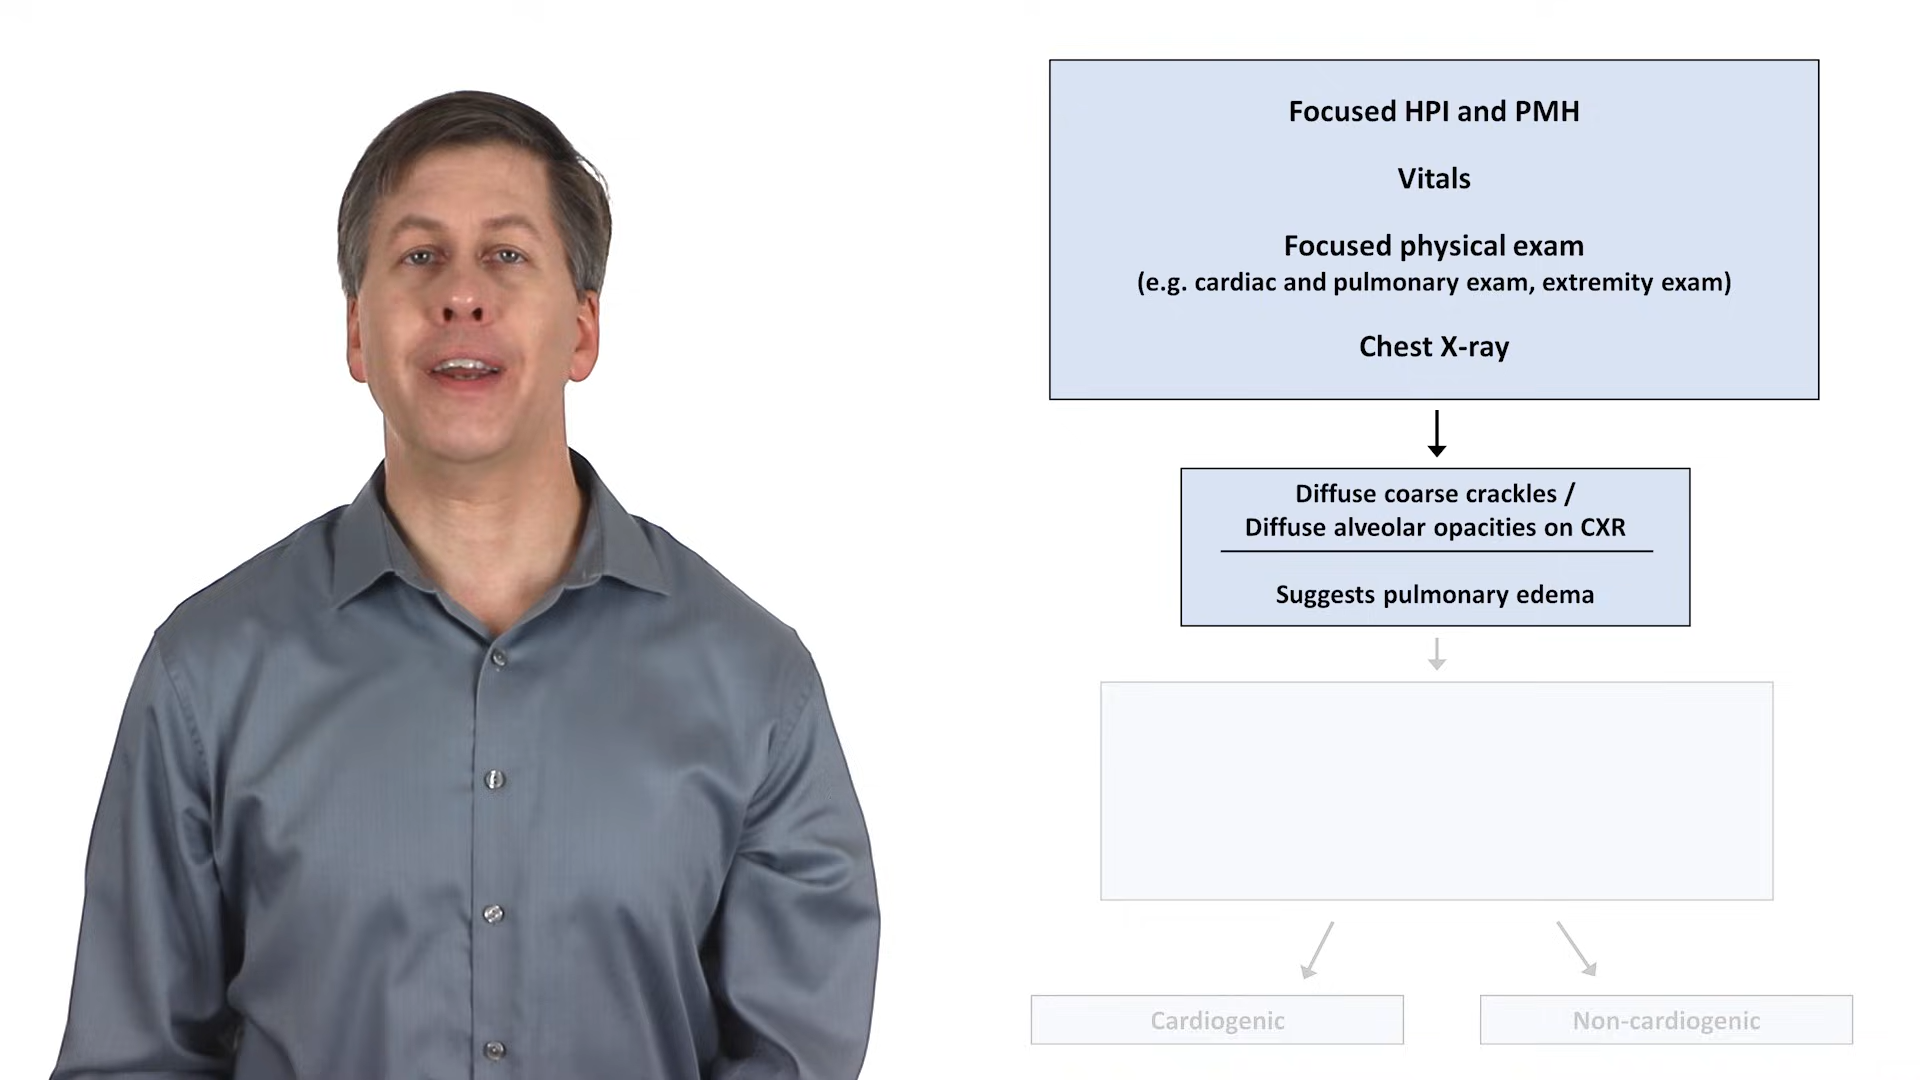 Focused HPI and PMH
Vitals
Focused physical exam
(e.g. cardiac and pulmonary exam, extremity exam)
Chest X-ray
Diffuse coarse crackles /
Diffuse alveolar opacities on CXR
Suggests pulmonary edema
Cardiogenic
Non-cardiogenic